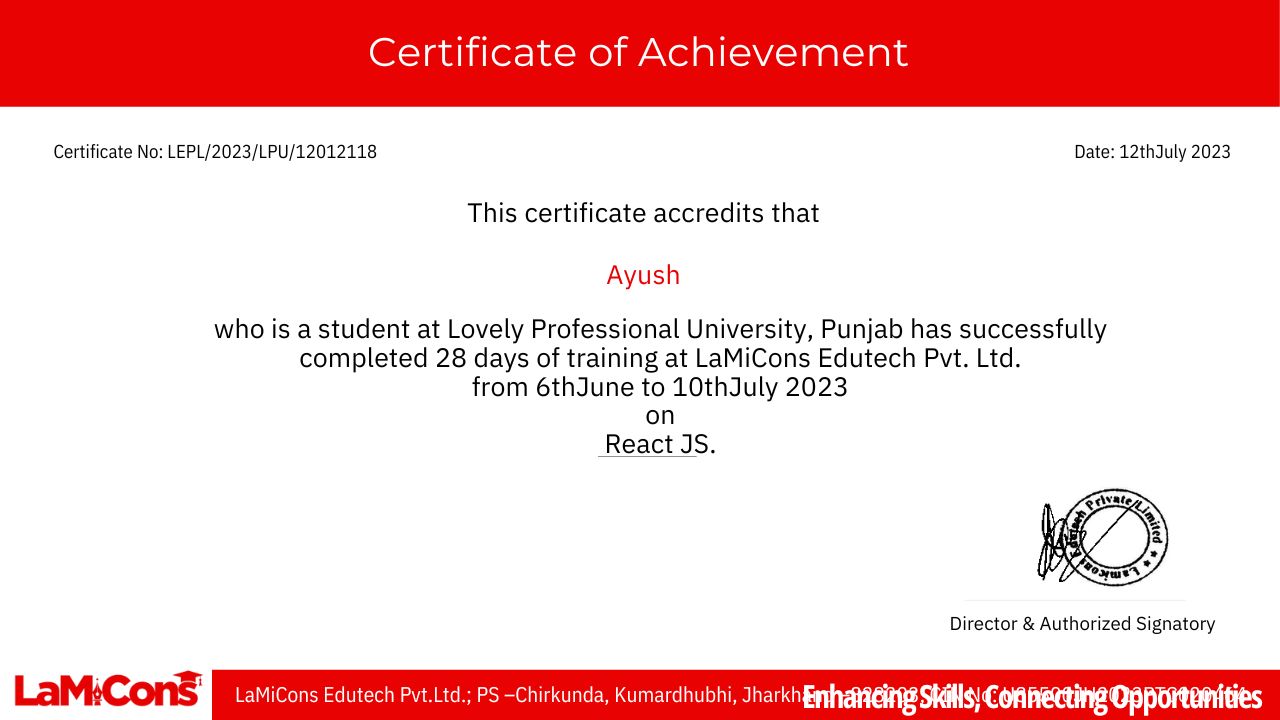 Certificate of Achievement
Certificate No: LEPL/2023/LPU/12012118
Date: 12thJuly 2023
This certificate accredits that
Ayush
who is a student at Lovely Professional University, Punjab has successfully
completed 28 days of training at LaMiCons Edutech Pvt. Ltd.
from 6thJune to 10thJuly 2023
on
React JS.
Lamicons Edutech Private Limited
Director & Authorized Signatory
LaMiCons
LaMiCons Edutech Pvt.Ltd.; PS –Chirkunda, Kumardhubhi,
Enhancing Skills, Connecting Opportunities